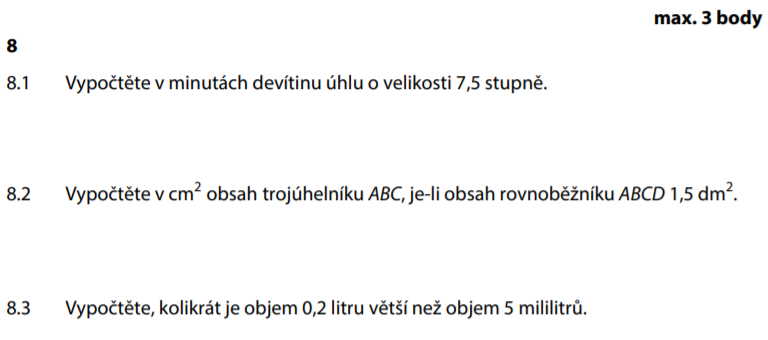 max. 3 body
8
8.1 Vypočtěte v minutách devítinu úhlu o velikosti 7,5 stupně.
8.2 Vypočtěte v cm² obsah trojúhelníku ABC, je-li obsah rovnoběžníku ABCD 1,5 dm².
8.3 Vypočtěte, kolikrát je objem 0,2 litru větší než objem 5 mililitrů.